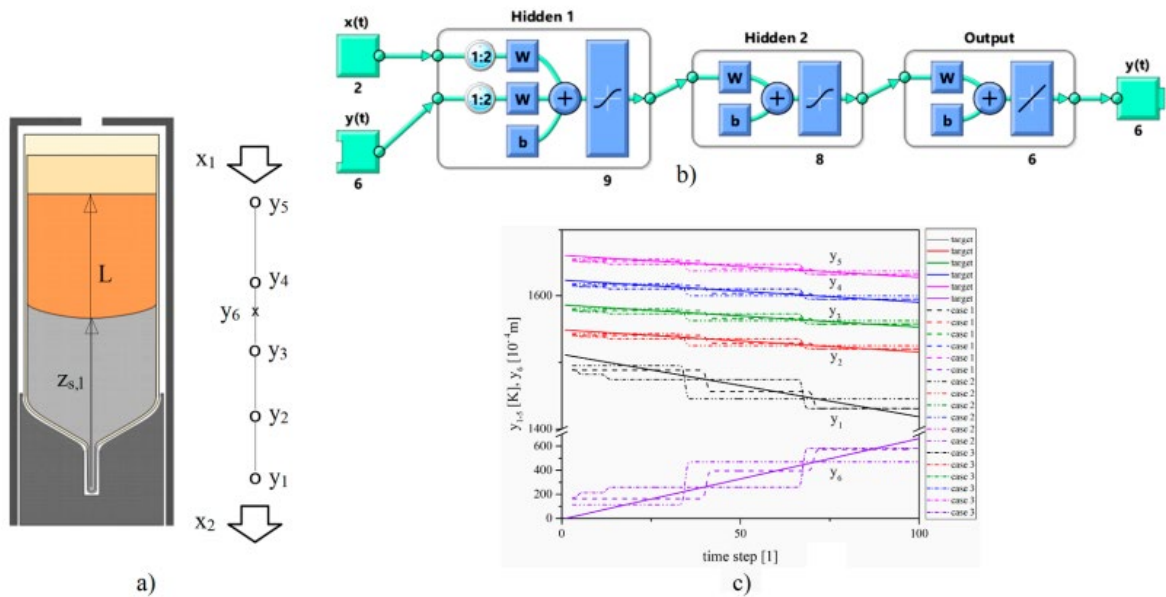 x₁
L
z_{s,l}
x₂
y₅
y₄
y₆
y₃
y₂
y₁
a)
x(t)
2
y(t)
6
Hidden 1
1:2
W
1:2
W
+
b
9
Hidden 2
W
+
b
8
Output
W
+
b
6
y(t)
6
b)
y₁₋₅ [K], y₆ [10⁻⁴m]
1600
1400
600
400
200
0
0
50
100
time step [1]
y₅
y₄
y₃
y₂
y₁
y₆
target
target
target
target
target
target
case 1
case 1
case 1
case 1
case 1
case 1
case 2
case 2
case 2
case 2
case 2
case 2
case 3
case 3
case 3
case 3
case 3
case 3
c)